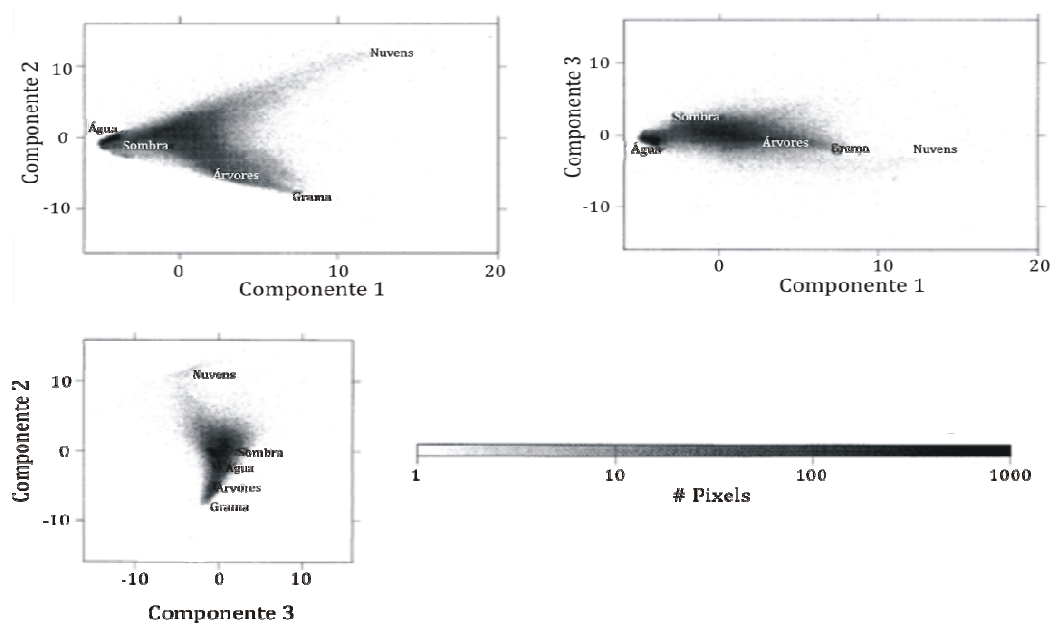 Componente 2
10
0
-10
Nuvens
Água
Sombra
Árvores
Grama
0
10
20
Componente 1
Componente 3
10
0
-10
Sombra
Água
Árvores
Grama
Nuvens
0
10
20
Componente 1
Componente 2
10
0
-10
Nuvens
Sombra
Água
Árvores
Grama
-10
0
10
Componente 3
1
10
100
1000
# Pixels